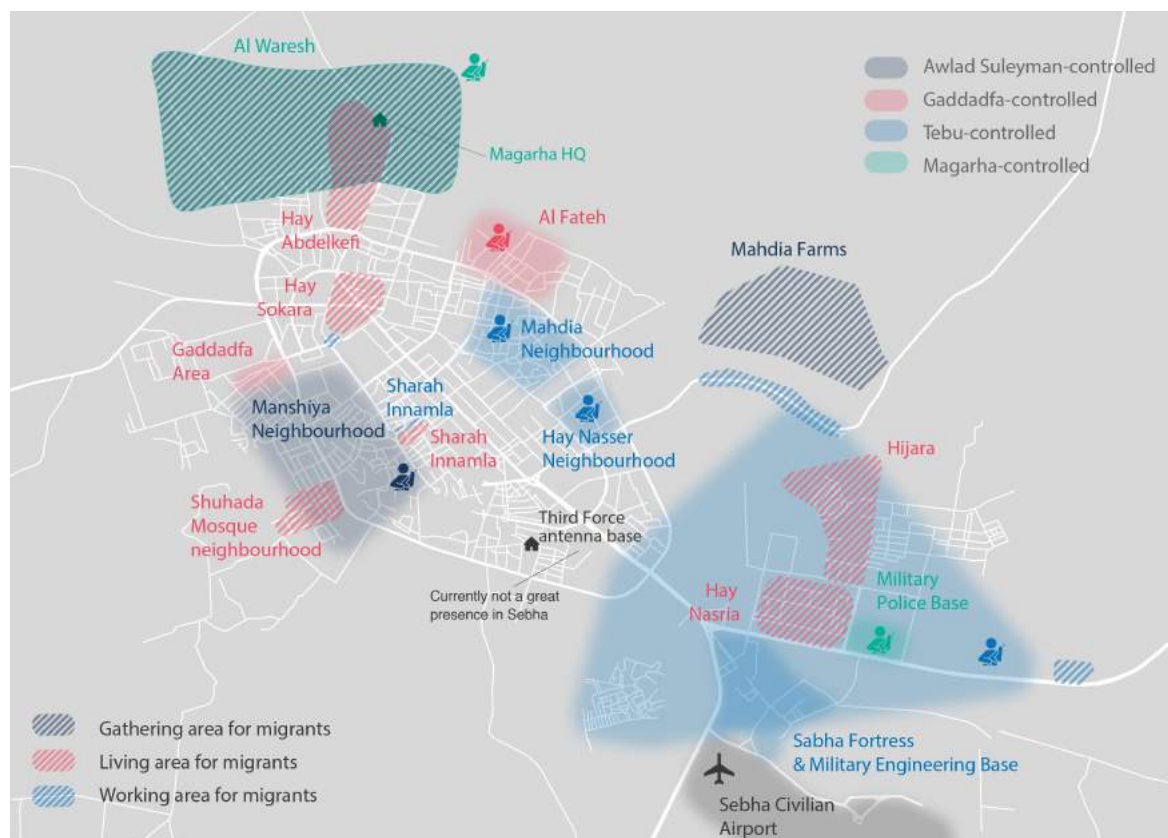 Al Waresh
Awlad Suleyman-controlled
Gaddadfa-controlled
Tebu-controlled
Magarha-controlled
Magarha HQ
Hay
Abdelkefi
Al Fateh
Mahdia Farms
Hay
Sokara
Mahdia
Neighbourhood
Gaddadfa
Area
Sharah
Innamla
Manshiya
Neighbourhood
Sharah
Innamla
Hay Nasser
Neighbourhood
Hijara
Shuhada
Mosque
neighbourhood
Third Force
antenna base
Currently not a great
presence in Sebha
Hay
Nasria
Military
Police Base
Gathering area for migrants
Living area for migrants
Working area for migrants
Sabha Fortress
& Military Engineering Base
Sebha Civilian
Airport